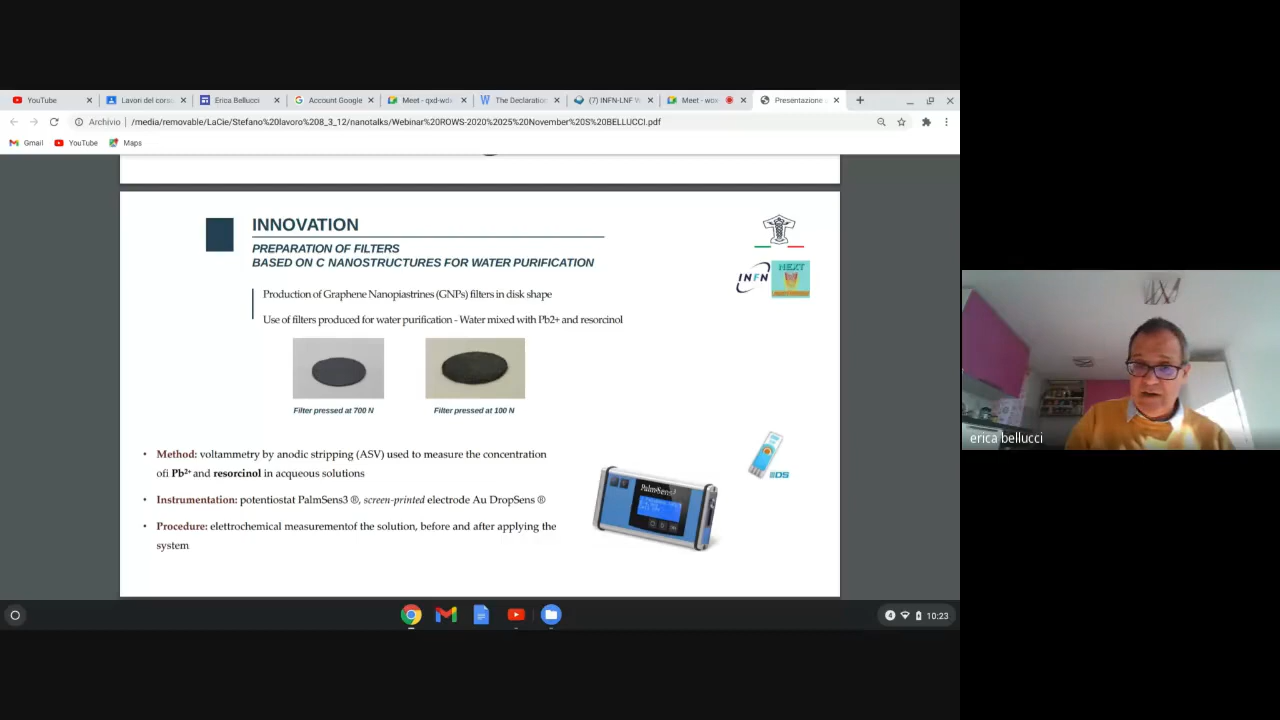 YouTube
Lavori del corso
Erica Bellucci
Account Google
Meet - qxd-wda
The Declaration
(7) INFN-LNF W
Meet - wox
Presentazione
Archivio
/media/removable/LaCie/Stefano%20lavoro%208_3_12/nanotalks/Webinar%20ROWS-2020%2025%20November%20S%20BELLUCCI.pdf
Gmail
YouTube
Maps
INNOVATION
PREPARATION OF FILTERS
BASED ON C NANOSTRUCTURES FOR WATER PURIFICATION
INFN
NEXT
Production of Graphene Nanopiastrines (GNPs) filters in disk shape
Use of filters produced for water purification - Water mixed with Pb2+ and resorcinol
Filter pressed at 700 N
Filter pressed at 100 N
• Method: voltammetry by anodic stripping (ASV) used to measure the concentration
ofi Pb²⁺ and resorcinol in acqueous solutions
• Instrumentation: potentiostat PalmSens3 ®, screen-printed electrode Au DropSens ®
• Procedure: elettrochemical measurementof the solution, before and after applying the
system
PalmSens³
DS
erica bellucci
4
10:23